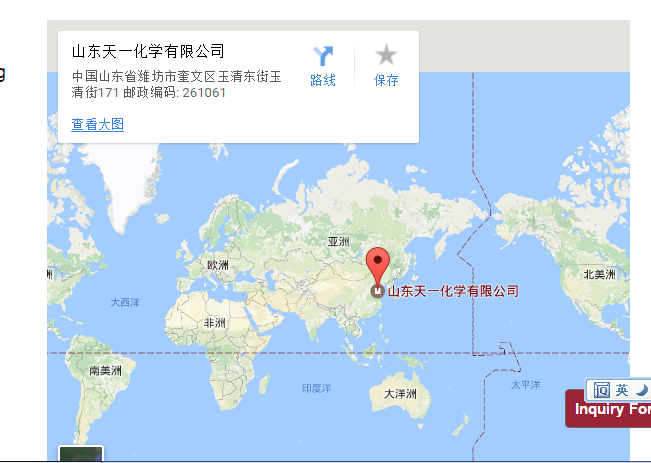 g
山东天一化学有限公司
中国山东省潍坊市奎文区玉清东街玉
清街171 邮政编码: 261061
路线
保存
查看大图
亚洲
欧洲
洲
北美洲
山东天一化学有限公司
大西洋
非洲
南美洲
印度洋
大洋洲
太平洋
英
Inquiry For